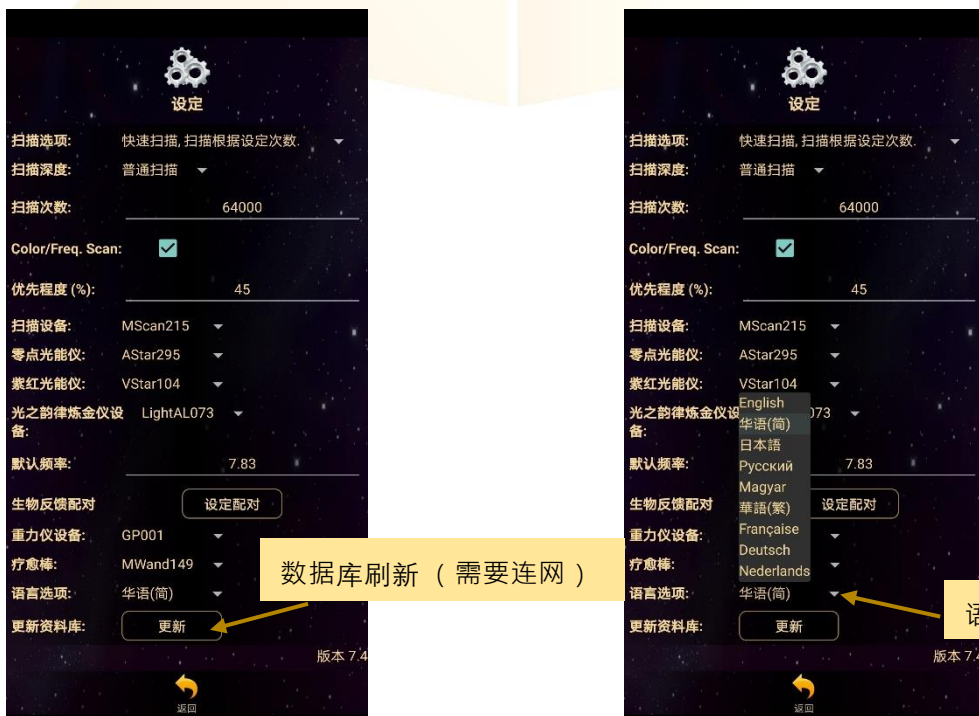 设定
扫描选项: 快速扫描, 扫描根据设定次数.
扫描深度: 普通扫描
扫描次数: 64000
Color/Freq. Scan:
优先程度 (%): 45
扫描设备: MScan215
零点光能仪: AStar295
紫红光能仪: VStar104
光之韵律炼金仪设备: LightAL073
默认频率: 7.83
生物反馈配对 设定配对
重力仪设备: GP001
疗愈棒: MWand149
语言选项: 华语(简)
更新资料库: 更新
版本 7.4
返回
数据库刷新 （需要连网）
设定
扫描选项: 快速扫描, 扫描根据设定次数.
扫描深度: 普通扫描
扫描次数: 64000
Color/Freq. Scan:
优先程度 (%): 45
扫描设备: MScan215
零点光能仪: AStar295
紫红光能仪: VStar104
光之韵律炼金仪设
备: 073
English
华语(简)
日本語
Русский
Magyar
華語(繁)
Française
Deutsch
Nederlands
默认频率: 7.83
生物反馈配对 设定配对
重力仪设备:
疗愈棒:
语言选项: 华语(简)
更新资料库: 更新
版本 7.4
返回